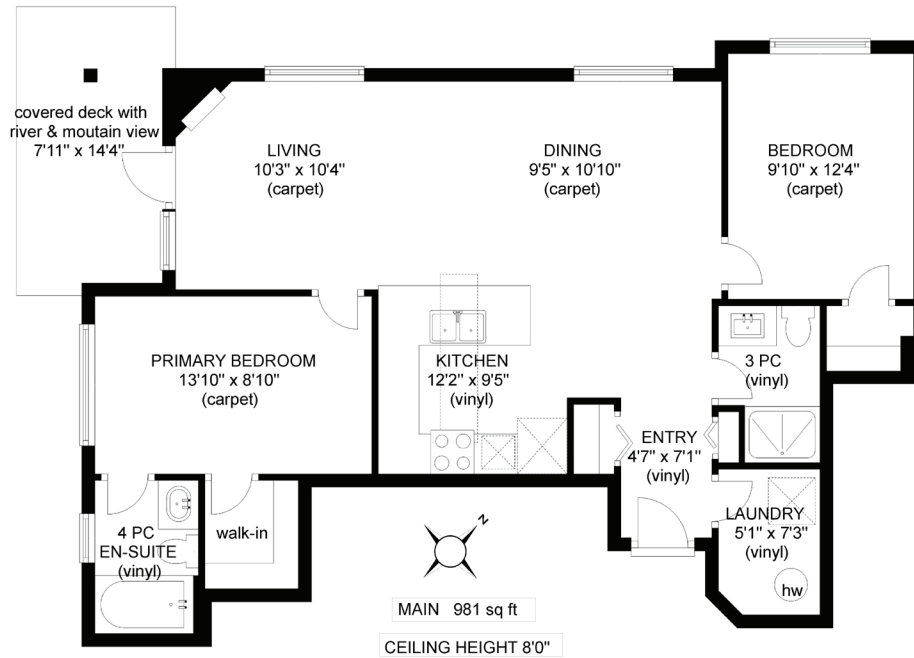 covered deck with
river & moutain view
7'11" x 14'4"
LIVING
10'3" x 10'4"
(carpet)
DINING
9'5" x 10'10"
(carpet)
BEDROOM
9'10" x 12'4"
(carpet)
PRIMARY BEDROOM
13'10" x 8'10"
(carpet)
KITCHEN
12'2" x 9'5"
(vinyl)
3 PC
(vinyl)
ENTRY
4'7" x 7'1"
(vinyl)
4 PC
EN-SUITE
(vinyl)
walk-in
LAUNDRY
5'1" x 7'3"
(vinyl)
hw
N
MAIN 981 sq ft
CEILING HEIGHT 8'0"